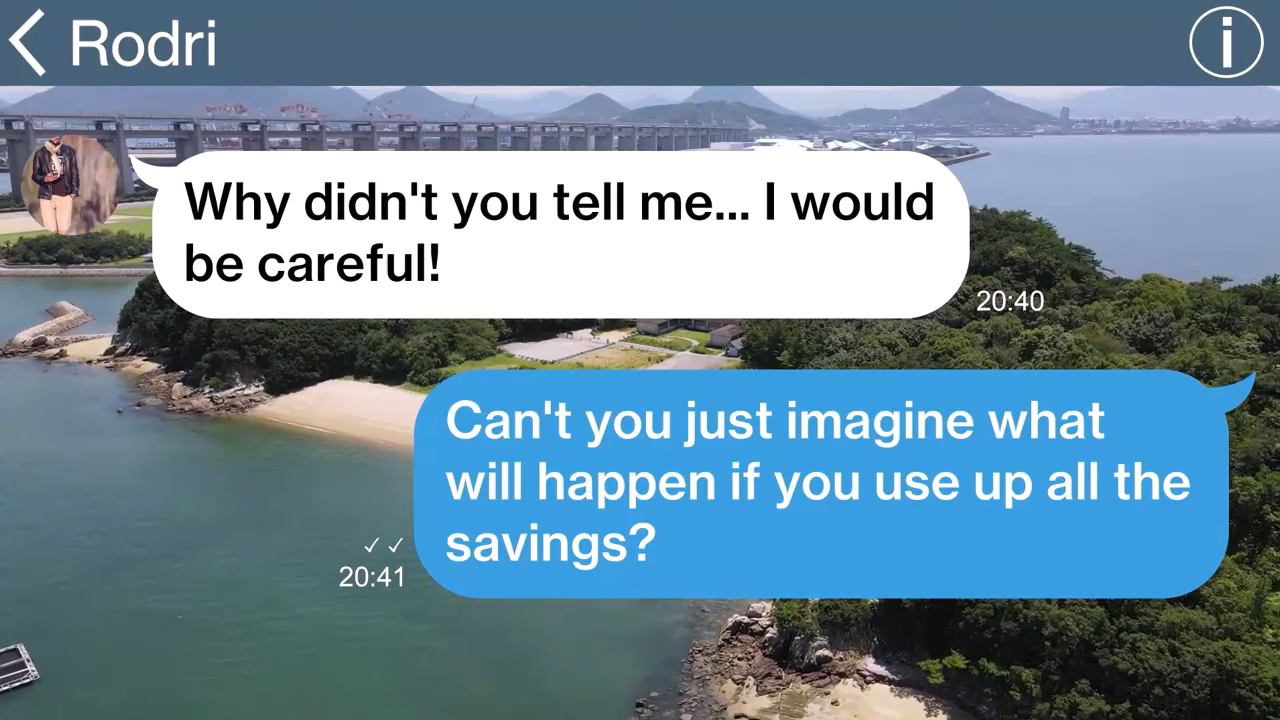 Rodri
i
Why didn't you tell me... I would
be careful!
20:40
Can't you just imagine what
will happen if you use up all the
savings?
✓✓
20:41